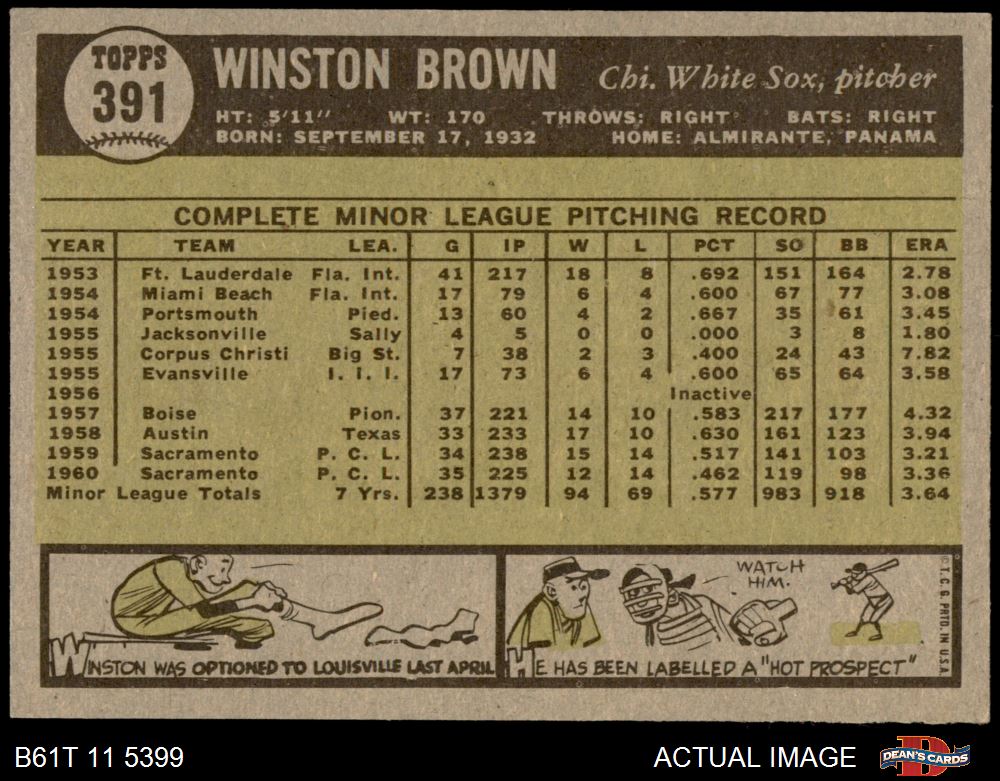 TOPPS
391
WINSTON BROWN Chi. White Sox, pitcher
HT: 5'11" WT: 170 THROWS: RIGHT BATS: RIGHT
BORN: SEPTEMBER 17, 1932 HOME: ALMIRANTE, PANAMA
COMPLETE MINOR LEAGUE PITCHING RECORD
YEAR TEAM LEA. G IP W L PCT SO BB ERA
1953 Ft. Lauderdale Fla. Int. 41 217 18 8 .692 151 164 2.78
1954 Miami Beach Fla. Int. 17 79 6 4 .600 67 77 3.08
1954 Portsmouth Pied. 13 60 4 2 .667 35 61 3.45
1955 Jacksonville Sally 4 5 0 0 .000 3 8 1.80
1955 Corpus Christi Big St. 7 38 2 3 .400 24 43 7.82
1955 Evansville I. I. I. 17 73 6 4 .600 65 64 3.58
1956 Inactive
1957 Boise Pion. 37 221 14 10 .583 217 177 4.32
1958 Austin Texas 33 233 17 10 .630 161 123 3.94
1959 Sacramento P. C. L. 34 238 15 14 .517 141 103 3.21
1960 Sacramento P. C. L. 35 225 12 14 .462 119 98 3.36
Minor League Totals 7 Yrs. 238 1379 94 69 .577 983 918 3.64
WINSTON WAS OPTIONED TO LOUISVILLE LAST APRIL
WATCH
HIM.
HE HAS BEEN LABELLED A "HOT PROSPECT"
© T. C. G. PRTD. IN U.S.A.
B61T 11 5399 ACTUAL IMAGE DEAN'S CARDS